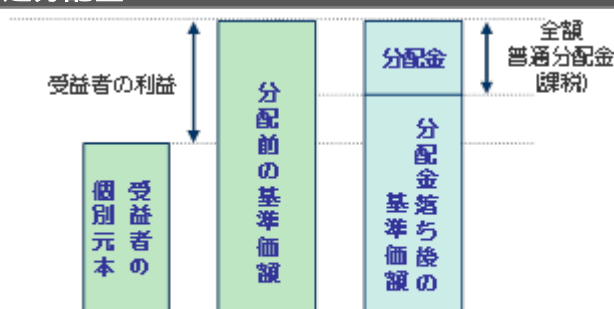 全額
普通分配金
(課税)
受益者の利益
分配金
分配前の基準価額
分配金落ち後の
基準価額
受益者の
個別元本